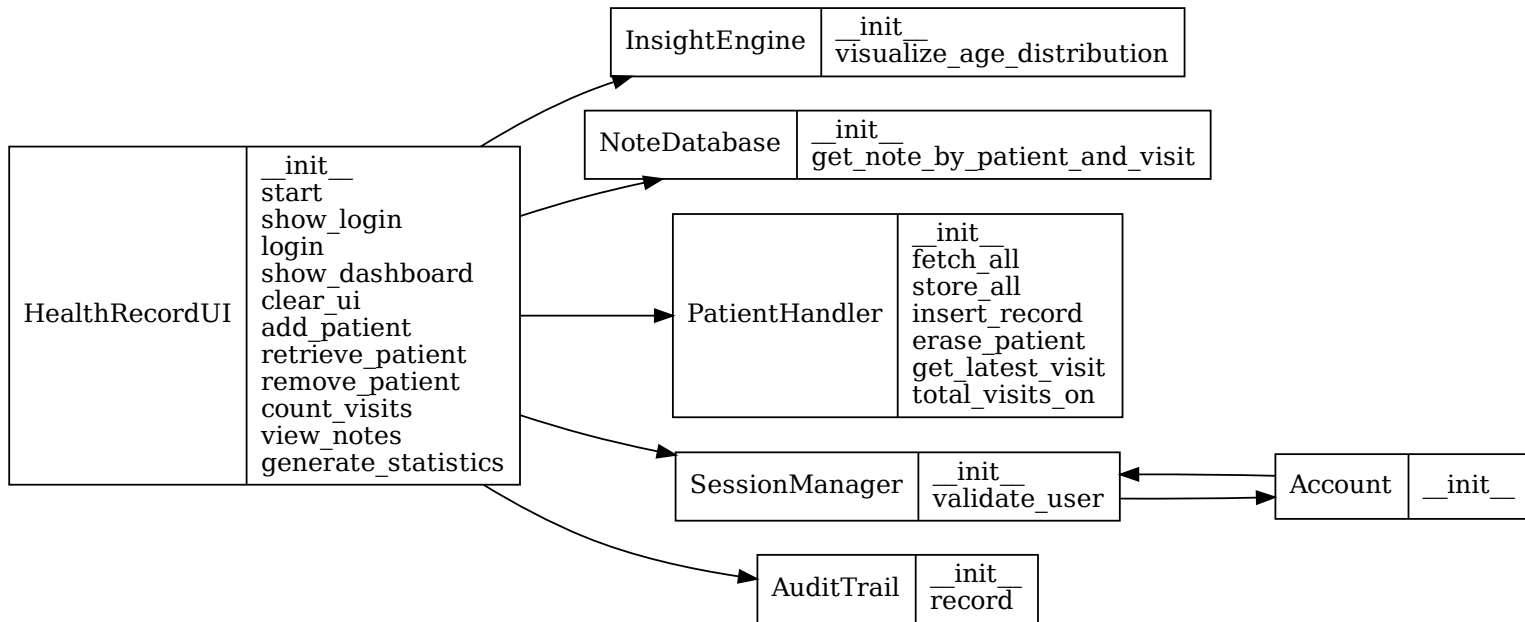 HealthRecordUI
__init__
start
show_login
login
show_dashboard
clear_ui
add_patient
retrieve_patient
remove_patient
count_visits
view_notes
generate_statistics
InsightEngine
__init__
visualize_age_distribution
NoteDatabase
__init__
get_note_by_patient_and_visit
PatientHandler
__init__
fetch_all
store_all
insert_record
erase_patient
get_latest_visit
total_visits_on
SessionManager
__init__
validate_user
Account
__init__
AuditTrail
__init__
record